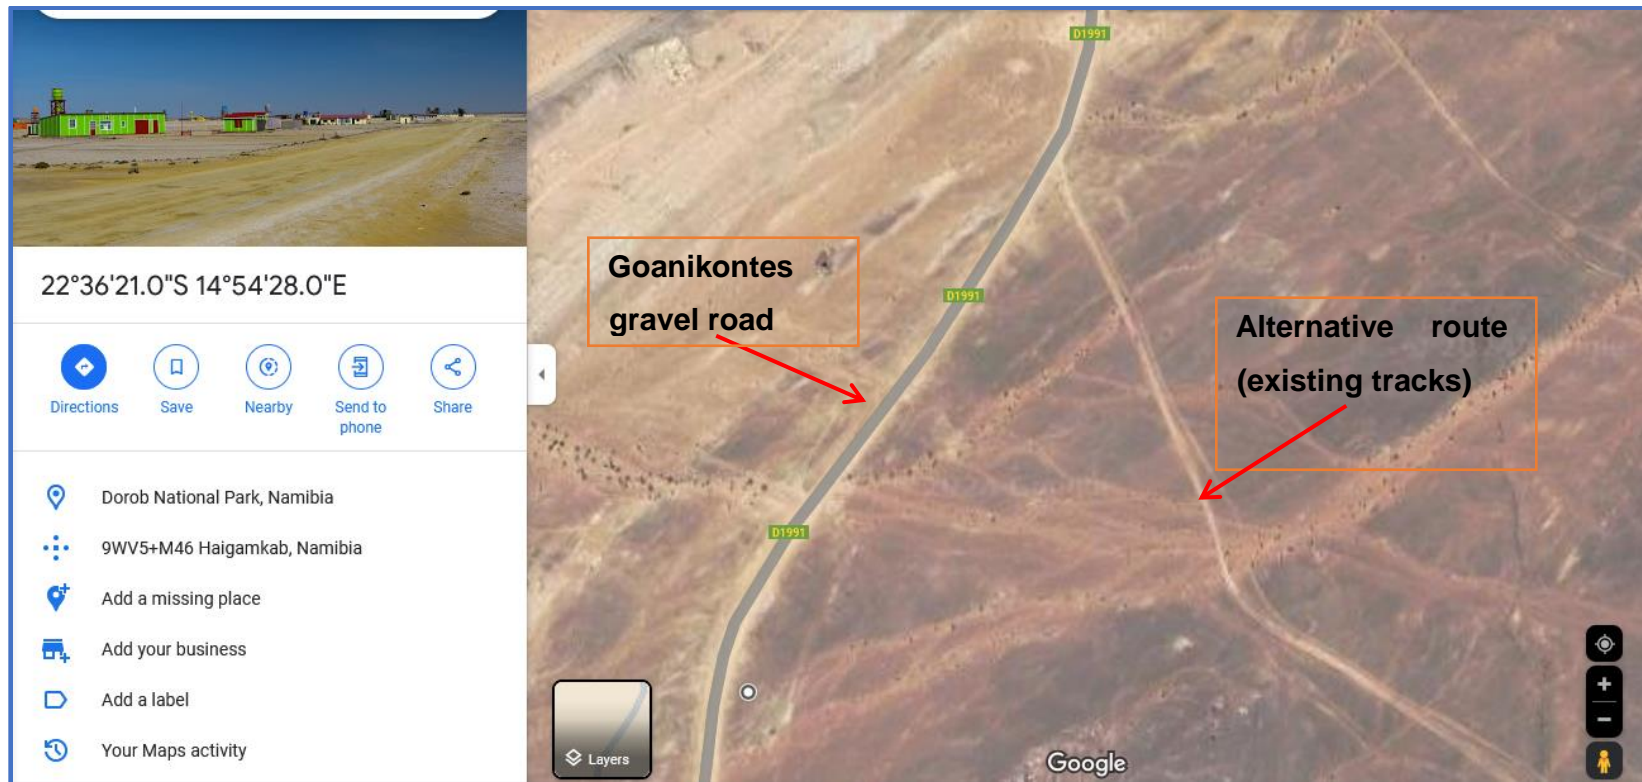 22°36'21.0"S 14°54'28.0"E
Directions
Save
Nearby
Send to
phone
Share
Dorob National Park, Namibia
9WV5+M46 Haigamkab, Namibia
Add a missing place
Add your business
Add a label
Your Maps activity
D1991
Goanikontes
gravel road
D1991
Alternative route
(existing tracks)
D1991
Layers
Google